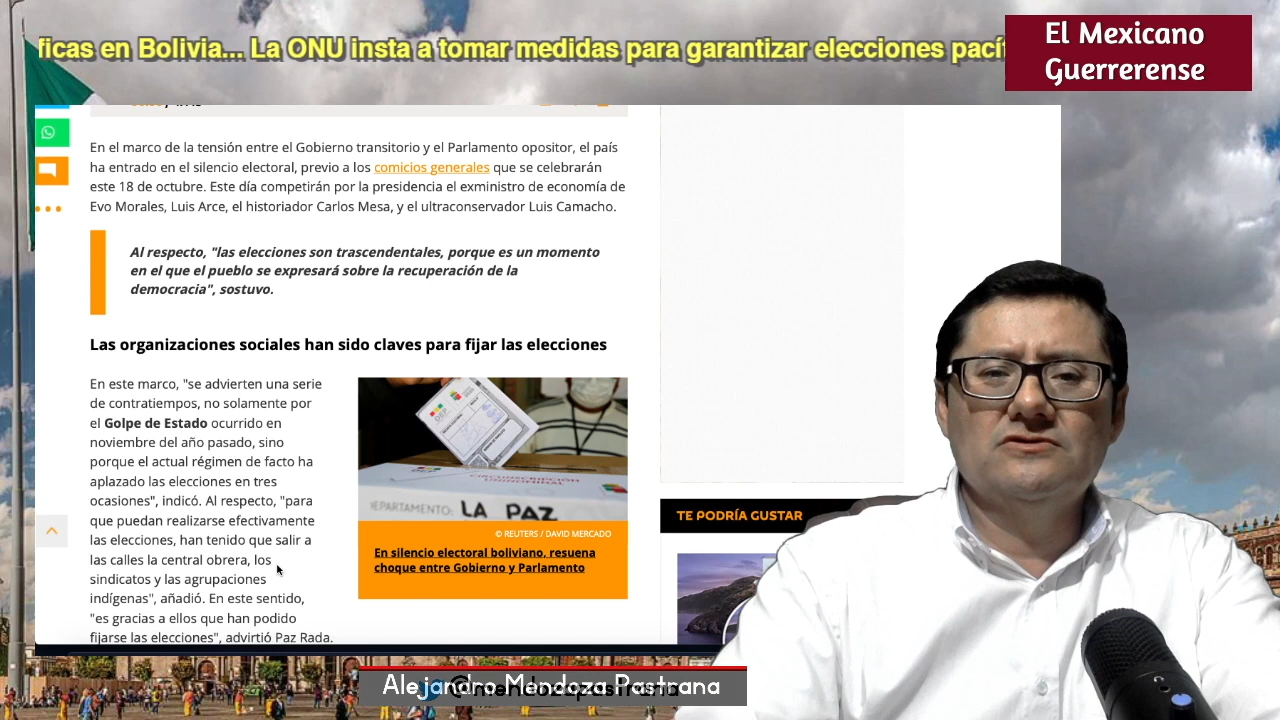 ficas en Bolivia... La ONU insta a tomar medidas para garantizar elecciones pacíf
El Mexicano
Guerrerense
En el marco de la tensión entre el Gobierno transitorio y el Parlamento opositor, el país
ha entrado en el silencio electoral, previo a los comicios generales que se celebrarán
este 18 de octubre. Este día competirán por la presidencia el exministro de economía de
Evo Morales, Luis Arce, el historiador Carlos Mesa, y el ultraconservador Luis Camacho.
Al respecto, "las elecciones son trascendentales, porque es un momento
en el que el pueblo se expresará sobre la recuperación de la
democracia", sostuvo.
Las organizaciones sociales han sido claves para fijar las elecciones
En este marco, "se advierten una serie
de contratiempos, no solamente por
el Golpe de Estado ocurrido en
noviembre del año pasado, sino
porque el actual régimen de facto ha
aplazado las elecciones en tres
ocasiones", indicó. Al respecto, "para
que puedan realizarse efectivamente
las elecciones, han tenido que salir a
las calles la central obrera, los
sindicatos y las agrupaciones
indígenas", añadió. En este sentido,
"es gracias a ellos que han podido
fijarse las elecciones", advirtió Paz Rada.
CIRCUNSCRIPCIÓN
UNINOMINAL
DEPARTAMENTO: LA PAZ
© REUTERS / DAVID MERCADO
En silencio electoral boliviano, resuena
choque entre Gobierno y Parlamento
TE PODRÍA GUSTAR
Alejandro Mendoza Pastrana